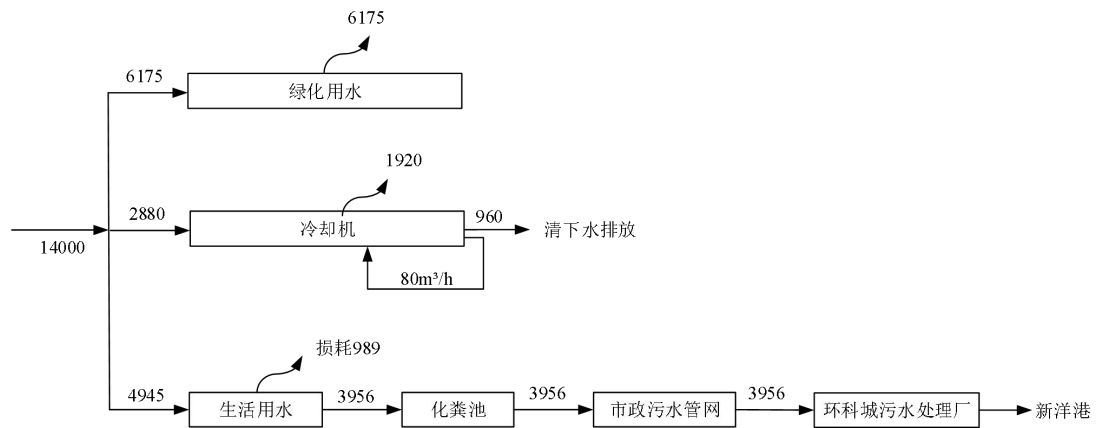 6175
6175
绿化用水
1920
2880
冷却机
960
清下水排放
14000
80m³/h
损耗989
4945
生活用水
3956
化粪池
3956
市政污水管网
3956
环科城污水处理厂
新洋港